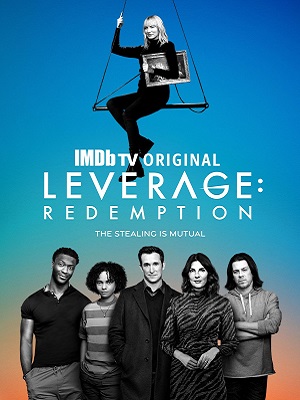 IMDb TV ORIGINAL
LEVERAGE:
REDEMPTION
THE STEALING IS MUTUAL